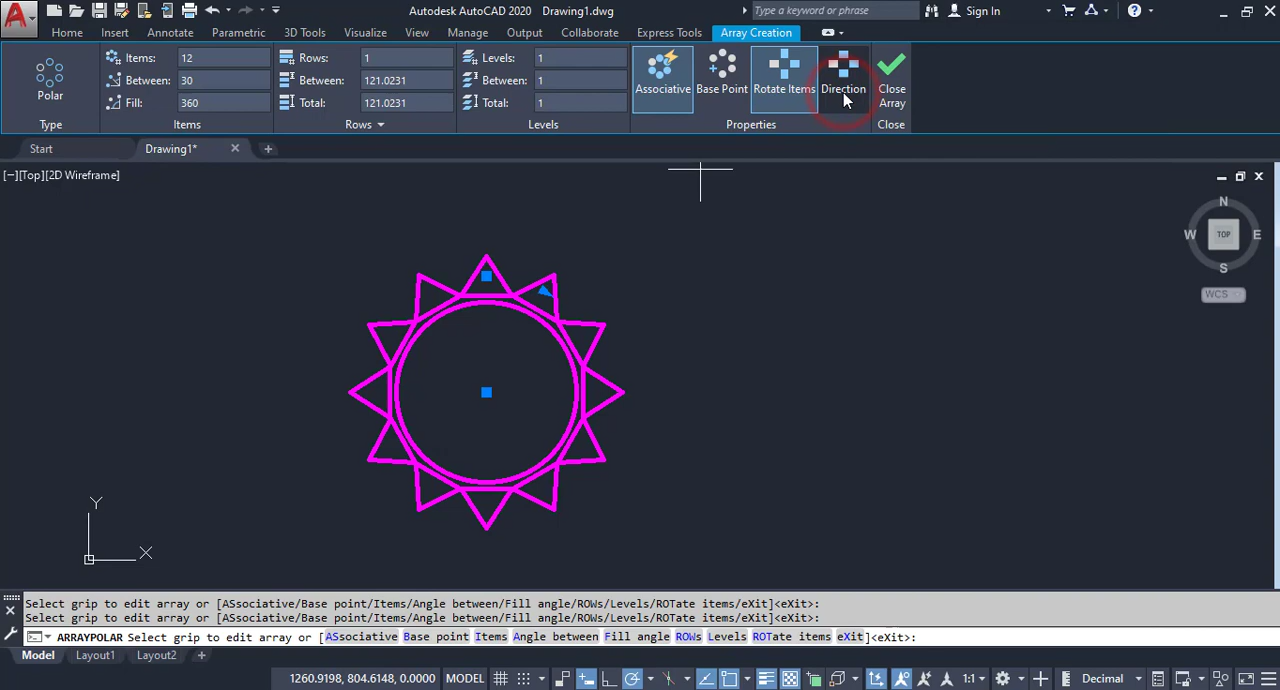 Autodesk AutoCAD 2020 Drawing1.dwg
Type a keyword or phrase
Sign In
Home Insert Annotate Parametric 3D Tools Visualize View Manage Output Collaborate Express Tools Array Creation
Items: 12 Rows: 1 Levels: 1
Between: 30 Between: 121.0231 Between: 1
Fill: 360 Total: 121.0231 Total: 1
Polar
Associative Base Point Rotate Items Direction Close
Array
Type Items Rows Levels Properties Close
Start Drawing1*
[−][Top][2D Wireframe]
N
W TOP E
S
WCS
Y
X
Select grip to edit array or [ASsociative/Base point/Items/Angle between/Fill angle/ROWs/Levels/ROTate items/eXit]<eXit>:
Select grip to edit array or [ASsociative/Base point/Items/Angle between/Fill angle/ROWs/Levels/ROTate items/eXit]<eXit>:
ARRAYPOLAR Select grip to edit array or [ASsociative Base point Items Angle between Fill angle ROWs Levels ROTate items eXit]<eXit>:
Model Layout1 Layout2
1260.9198, 804.6148, 0.0000 MODEL 1:1 Decimal